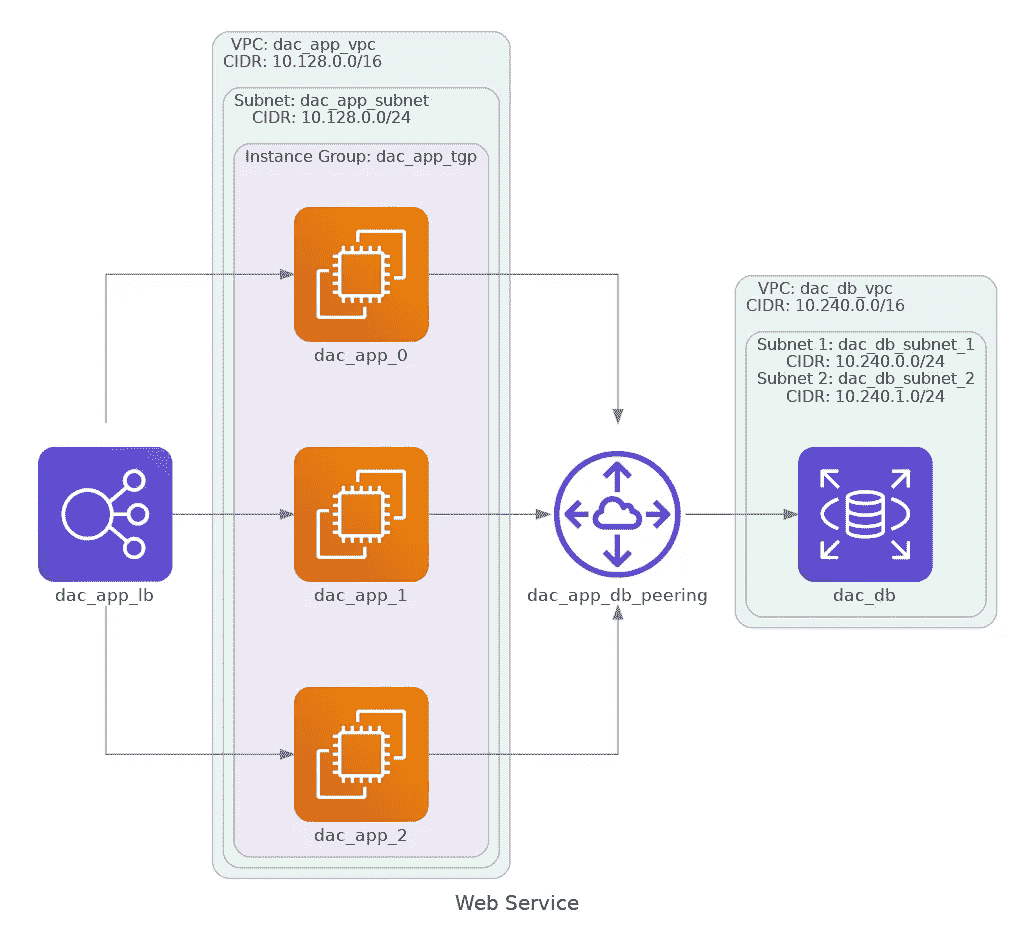 VPC: dac_app_vpc
CIDR: 10.128.0.0/16
Subnet: dac_app_subnet
CIDR: 10.128.0.0/24
Instance Group: dac_app_tgp
dac_app_0
VPC: dac_db_vpc
CIDR: 10.240.0.0/16
Subnet 1: dac_db_subnet_1
CIDR: 10.240.0.0/24
Subnet 2: dac_db_subnet_2
CIDR: 10.240.1.0/24
dac_app_lb
dac_app_1
dac_app_db_peering
dac_db
dac_app_2
Web Service